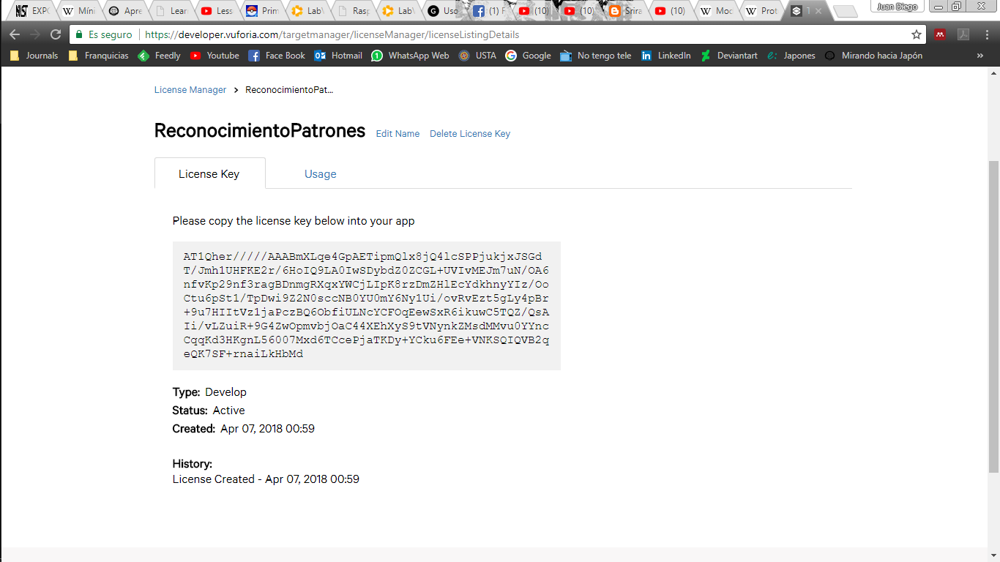 EXPO
Míni
Apre
Lear
Less
Prim
Lab
Rasp
Lab
Uso
(1) F
(10)
(10)
Srira
(10)
Moc
Prot
Juan Diego
Es seguro
https://developer.vuforia.com/targetmanager/licenseManager/licenseListingDetails
Journals Franquicias Feedly Youtube Face Book Hotmail WhatsApp Web USTA Google No tengo tele LinkedIn Deviantart Japones Mirando hacia Japón »
License Manager > ReconocimientoPat...
ReconocimientoPatrones Edit Name Delete License Key
License Key Usage
Please copy the license key below into your app
AT1Qher/////AAABmXLqe4GpAETipmQlx8jQ4lcSPPjukjxJSGd
T/Jmh1UHFKE2r/6HoIQ9LA0IwSDybdZ0ZCGL+UVIvMEJm7uN/OA6
nfvKp29nf3ragBDnmgRXqxYWCjLIpK8rzDmZHlEcYdkhnyYIz/Oo
Ctu6pSt1/TpDwi9Z2N0sccNB0YU0mY6Ny1Ui/ovRvEzt5gLy4pBr
+9u7HIItVz1jaPczBQ6ObfiULNcYCFOqEewSxR6ikuwC5TQZ/QsA
Ii/vLZuiR+9G4ZwOpmvbjOaC44XEhXyS9tVNynkZMsdMMvu0YYnc
CqqKd3HKgnL56007Mxd6TCcePjaTKDy+YCku6FEe+VNKSQIQVB2q
eQK7SF+rnaiLkHbMd
Type: Develop
Status: Active
Created: Apr 07, 2018 00:59
History:
License Created - Apr 07, 2018 00:59